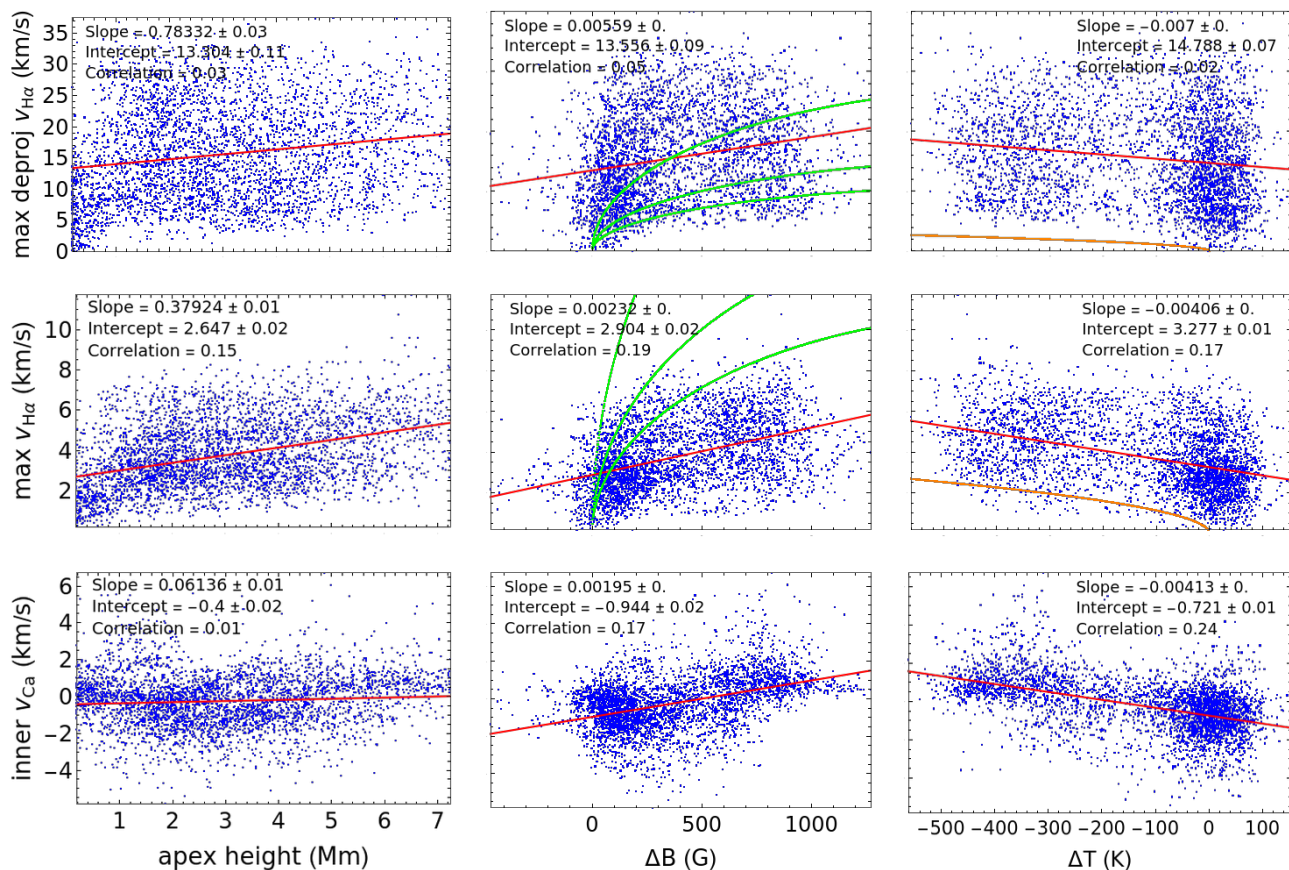 max deproj vHα (km/s)
35
30
25
20
15
10
5
0
Slope = 0.78332 ± 0.03
Intercept = 13.304 ± 0.11
Correlation = 0.03
Slope = 0.00559 ± 0.
Intercept = 13.556 ± 0.09
Correlation = 0.05
Slope = −0.007 ± 0.
Intercept = 14.788 ± 0.07
Correlation = 0.02
max vHα (km/s)
10
8
6
4
2
Slope = 0.37924 ± 0.01
Intercept = 2.647 ± 0.02
Correlation = 0.15
Slope = 0.00232 ± 0.
Intercept = 2.904 ± 0.02
Correlation = 0.19
Slope = −0.00406 ± 0.
Intercept = 3.277 ± 0.01
Correlation = 0.17
inner vCa (km/s)
6
4
2
0
−2
−4
Slope = 0.06136 ± 0.01
Intercept = −0.4 ± 0.02
Correlation = 0.01
Slope = 0.00195 ± 0.
Intercept = −0.944 ± 0.02
Correlation = 0.17
Slope = −0.00413 ± 0.
Intercept = −0.721 ± 0.01
Correlation = 0.24
1 2 3 4 5 6 7
apex height (Mm)
0 500 1000
ΔB (G)
−500 −400 −300 −200 −100 0 100
ΔT (K)